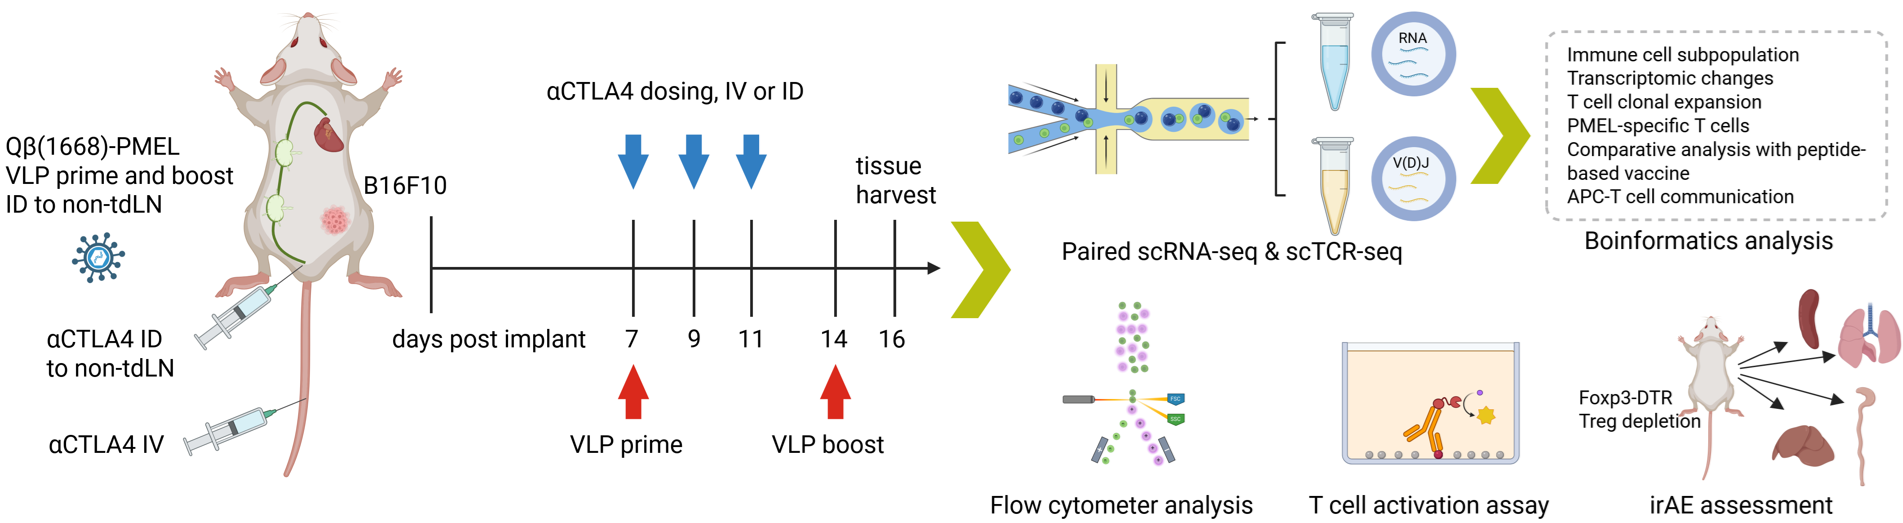 Qβ(1668)-PMEL
VLP prime and boost
ID to non-tdLN
αCTLA4 ID
to non-tdLN
αCTLA4 IV
B16F10
αCTLA4 dosing, IV or ID
tissue
harvest
days post implant
7
9
11
14
16
VLP prime
VLP boost
RNA
V(D)J
Paired scRNA-seq & scTCR-seq
Immune cell subpopulation
Transcriptomic changes
T cell clonal expansion
PMEL-specific T cells
Comparative analysis with peptide-
based vaccine
APC-T cell communication
Boinformatics analysis
FSC
SSC
Flow cytometer analysis
T cell activation assay
Foxp3-DTR
Treg depletion
irAE assessment